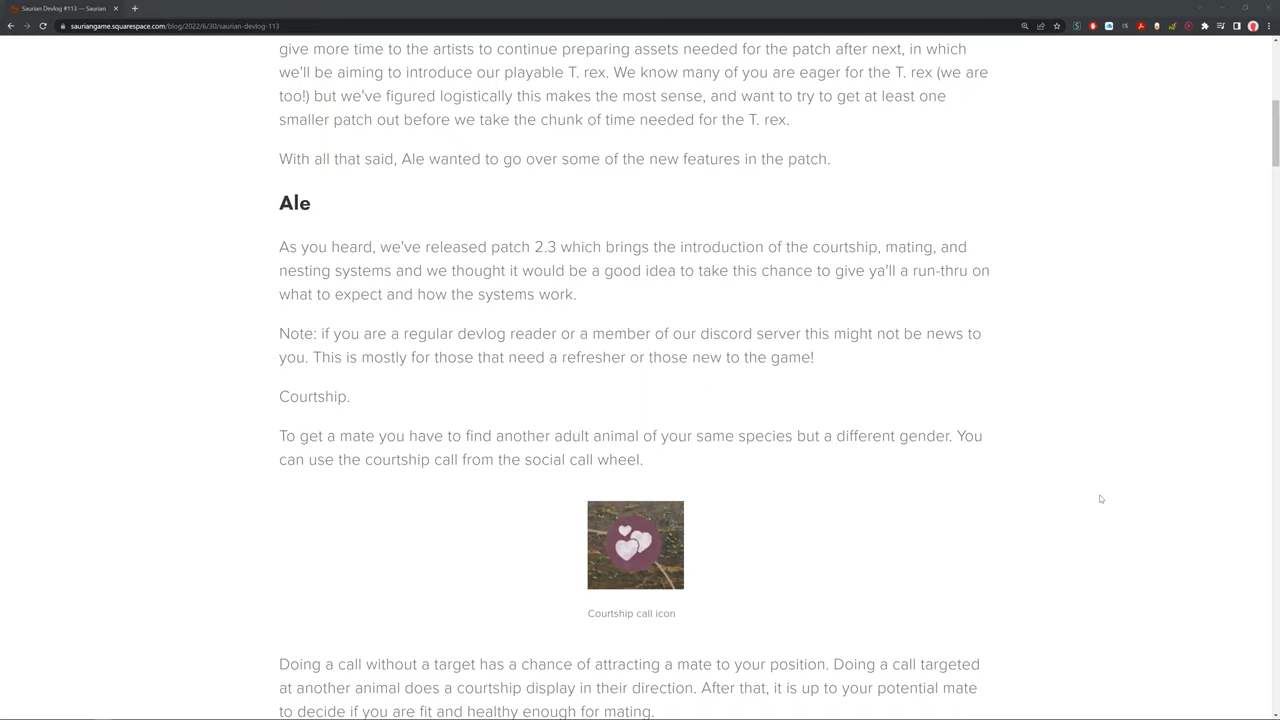 Saurian Devlog #113 — Saurian
sauriangame.squarespace.com/blog/2022/6/30/saurian-devlog-113
give more time to the artists to continue preparing assets needed for the patch after next, in which
we'll be aiming to introduce our playable T. rex. We know many of you are eager for the T. rex (we are
too!) but we've figured logistically this makes the most sense, and want to try to get at least one
smaller patch out before we take the chunk of time needed for the T. rex.
With all that said, Ale wanted to go over some of the new features in the patch.
Ale
As you heard, we've released patch 2.3 which brings the introduction of the courtship, mating, and
nesting systems and we thought it would be a good idea to take this chance to give ya'll a run-thru on
what to expect and how the systems work.
Note: if you are a regular devlog reader or a member of our discord server this might not be news to
you. This is mostly for those that need a refresher or those new to the game!
Courtship.
To get a mate you have to find another adult animal of your same species but a different gender. You
can use the courtship call from the social call wheel.
Courtship call icon
Doing a call without a target has a chance of attracting a mate to your position. Doing a call targeted
at another animal does a courtship display in their direction. After that, it is up to your potential mate
to decide if you are fit and healthy enough for mating.